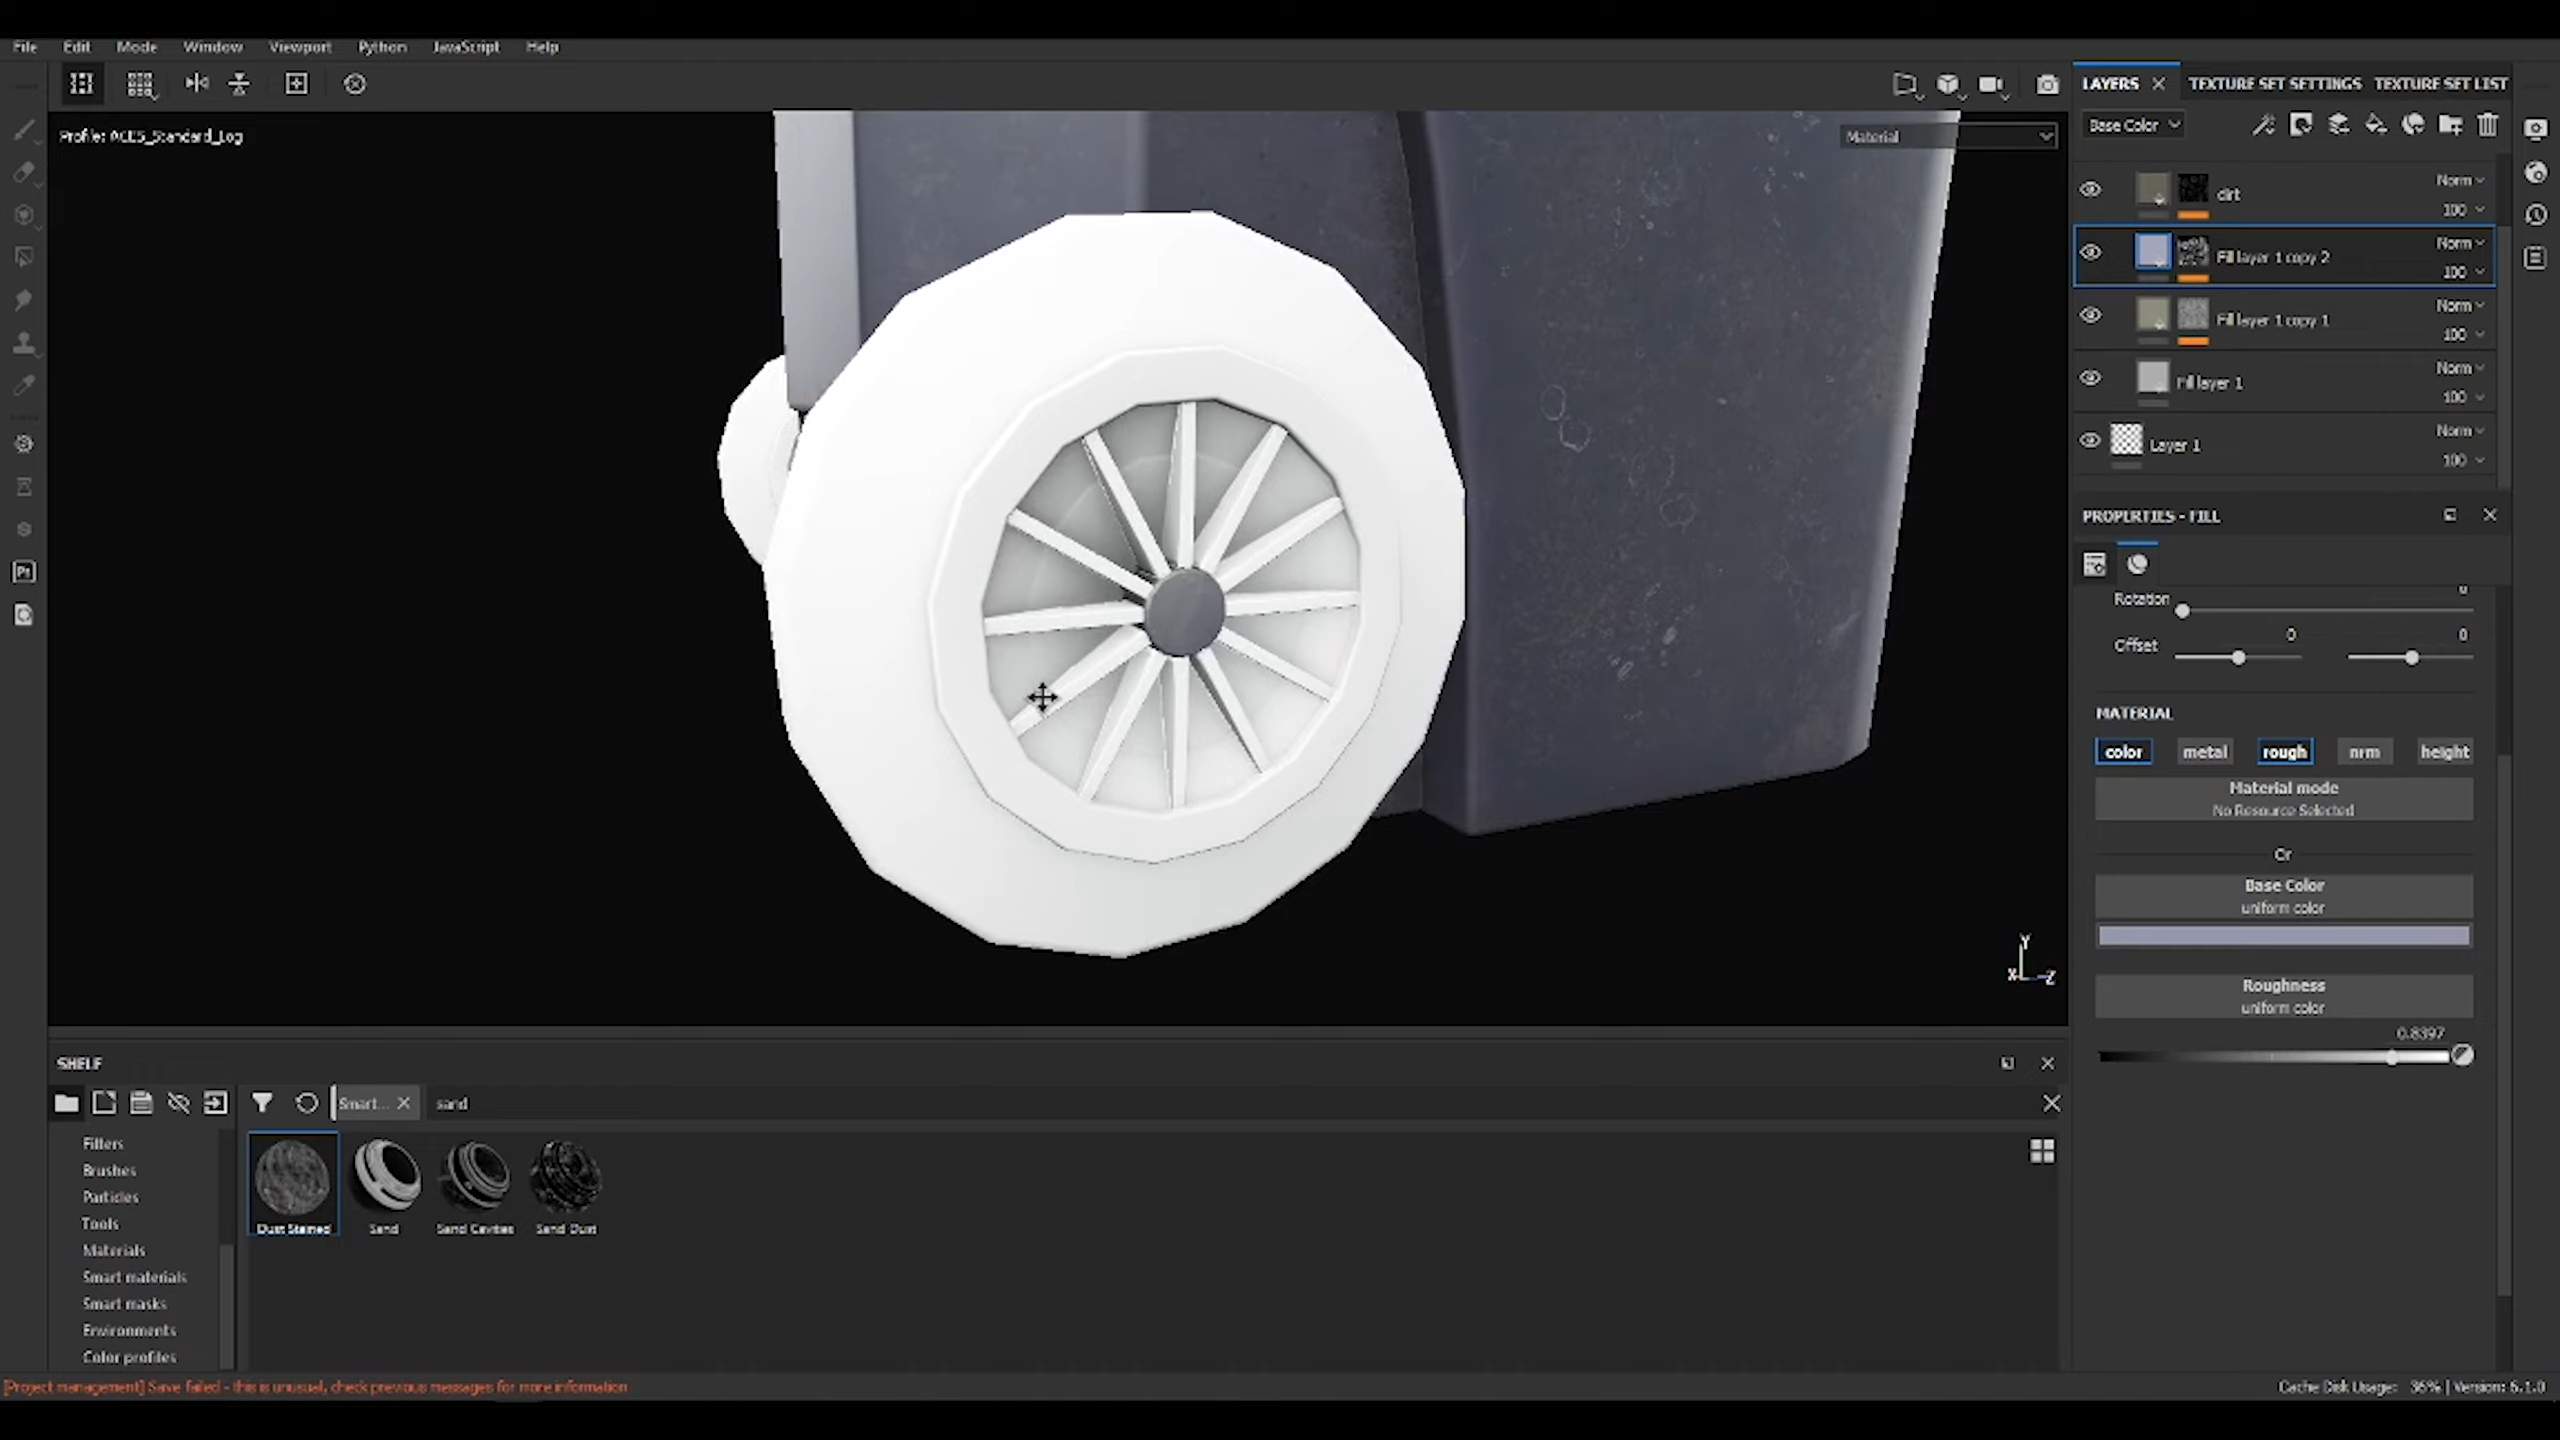 File Edit Mode Window Viewport Python JavaScript Help
Profile: ACES_Standard_Log
Material
LAYERS TEXTURE SET SETTINGS TEXTURE SET LIST
Base Color
Norm
dirt
100
Norm
Fill layer 1 copy 2
100
Norm
Fill layer 1 copy 1
100
Norm
Fill layer 1
100
Norm
Layer 1
100
PROPERTIES - FILL
Rotation 0
0 0
Offset
MATERIAL
color metal rough nrm height
Material mode
No Resource Selected
Or
Base Color
uniform color
Roughness
uniform color
0.8397
Y
X Z
SHELF
Smart... sand
Filters
Brushes
Particles
Tools
Materials
Smart materials
Smart masks
Environments
Color profiles
Dust Stained Sand Sand Cavities Sand Dust
[Project management] Save failed - this is unusual, check previous messages for more information
Cache Disk Usage: 36% | Version: 6.1.0